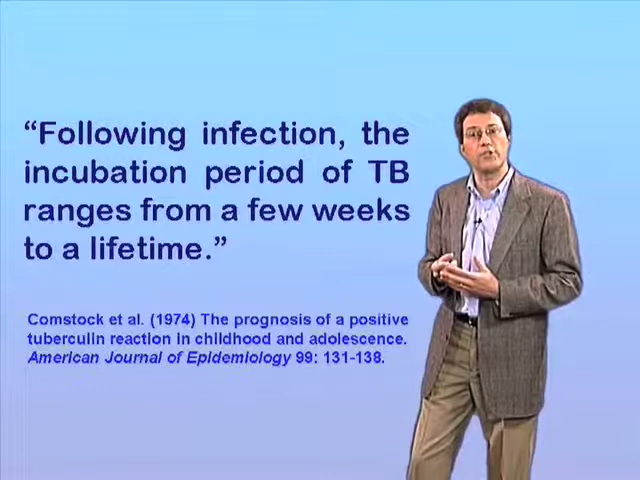 “Following infection, the
incubation period of TB
ranges from a few weeks
to a lifetime.”
Comstock et al. (1974) The prognosis of a positive
tuberculin reaction in childhood and adolescence.
American Journal of Epidemiology 99: 131-138.